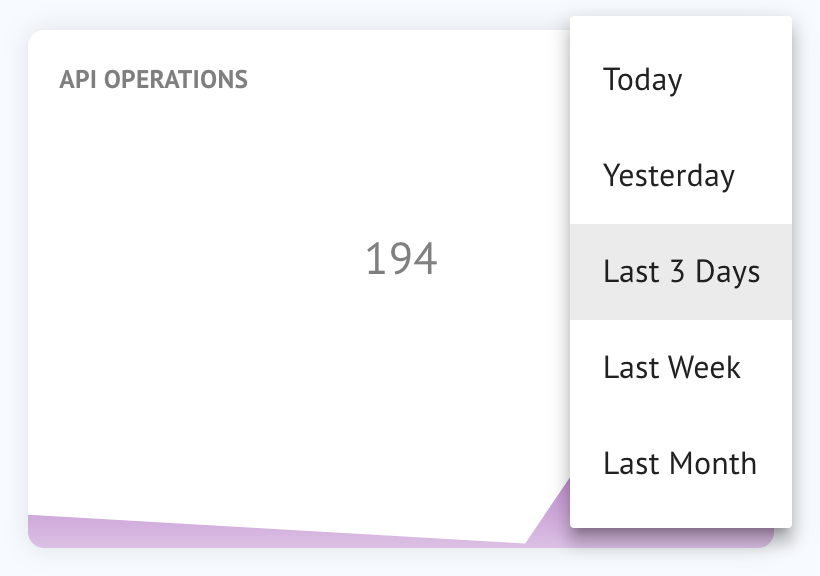 API OPERATIONS
194
Today
Yesterday
Last 3 Days
Last Week
Last Month